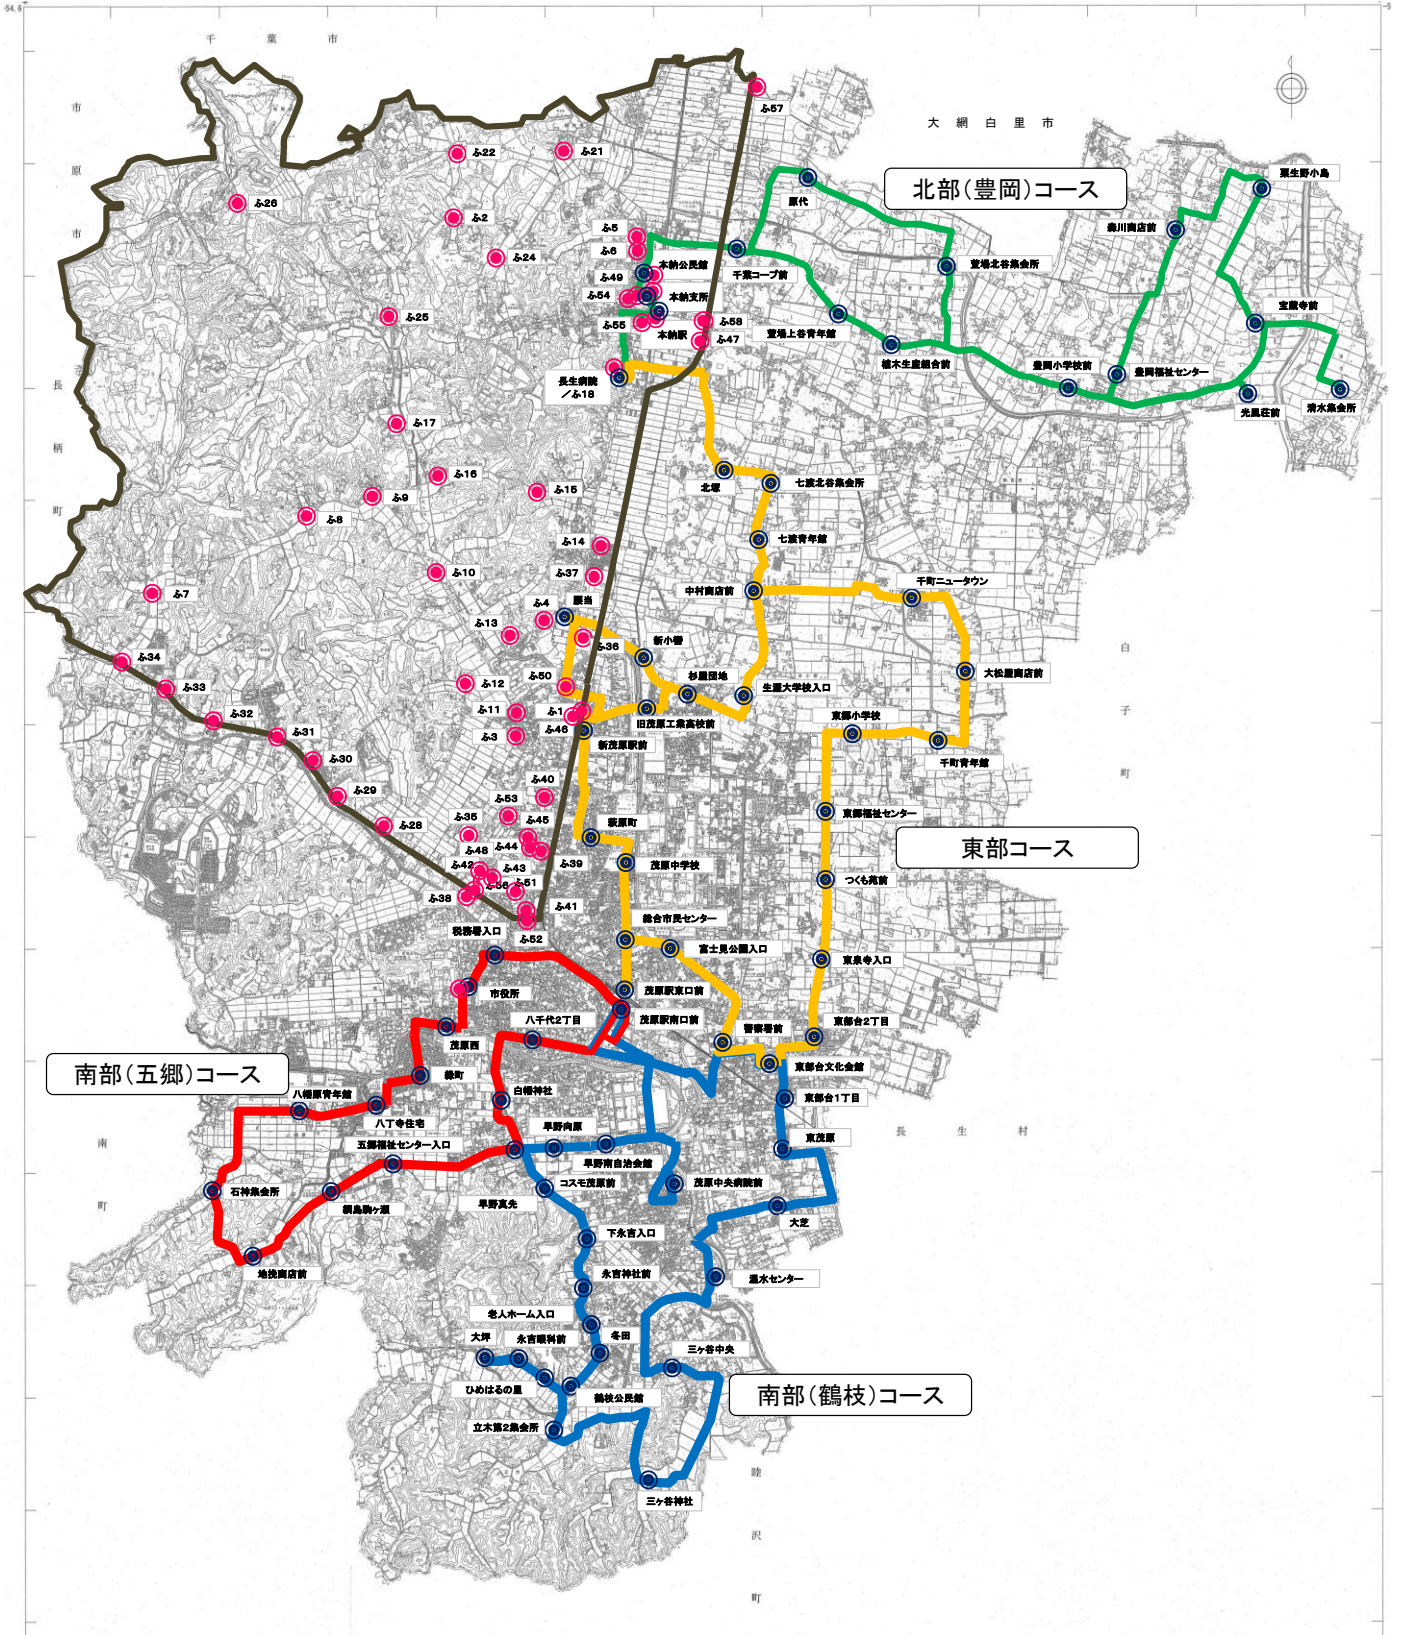 -54.6
-5
千葉市
市原市
大網白里市
長柄町
白子町
長生村
長南町
睦沢町
ふ57
ふ22
ふ21
ふ26
ふ2
ふ24
ふ5
ふ6
ふ49
本納公民館
ふ54
本納支所
ふ55
本納駅
ふ58
ふ47
ふ25
長生病院
／ふ18
北部（豊岡）コース
原代
千葉コープ前
萱場北谷集会所
萱場上谷青年館
植木生産組合前
豊岡小学校前
豊岡福祉センター
森川商店前
粟生野小島
宝蔵寺前
光風荘前
清水集会所
ふ17
ふ16
ふ15
ふ9
ふ8
ふ14
ふ37
ふ10
ふ7
ふ4
腰当
ふ13
ふ36
ふ34
ふ33
ふ12
ふ50
ふ32
ふ11
ふ1
ふ46
ふ3
ふ31
ふ30
ふ29
ふ28
ふ40
ふ53
ふ35
ふ45
ふ48
ふ44
ふ42
ふ43
ふ39
ふ56
ふ51
ふ38
ふ41
ふ52
北塚
七渡北谷集会所
七渡青年館
中村商店前
千町ニュータウン
新小轡
杉屋団地
生涯大学校入口
旧茂原工業高校前
新茂原駅前
大松屋商店前
東郷小学校
千町青年館
東郷福祉センター
東部コース
つくも苑前
萩原町
茂原中学校
総合市民センター
富士見公園入口
東泉寺入口
茂原駅東口前
茂原駅南口前
警察署前
東部台2丁目
東部台文化会館
東部台1丁目
税務署入口
市役所
八千代2丁目
茂原西
南部（五郷）コース
緑町
八幡原青年館
八丁寺住宅
白幡神社
五郷福祉センター入口
早野向原
早野南自治会館
東茂原
石神集会所
綱島駒ヶ瀬
早野真先
コスモ茂原前
茂原中央病院前
大芝
地挽商店前
下永吉入口
永吉神社前
温水センター
老人ホーム入口
大坪
永吉眼科前
冬田
三ヶ谷中央
ひめはるの里
鶴枝公民館
南部（鶴枝）コース
立木第2集会所
三ヶ谷神社